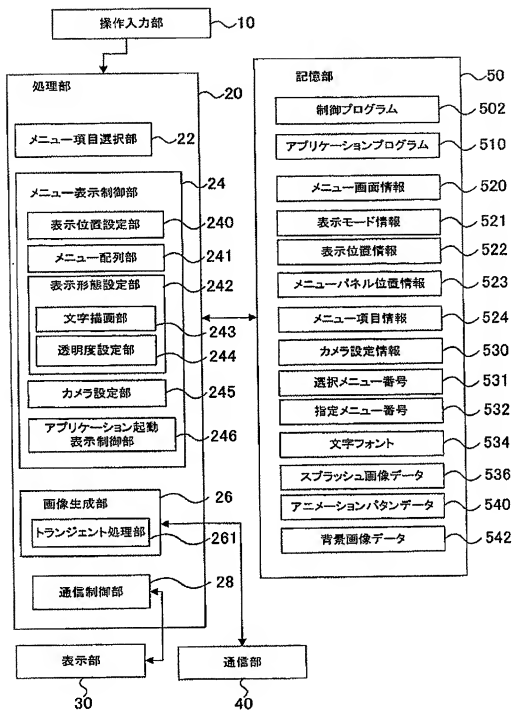 操作入力部
10
処理部
20
メニュー項目選択部
22
メニュー表示制御部
24
表示位置設定部
240
メニュー配列部
241
表示形態設定部
242
文字描画部
243
透明度設定部
244
カメラ設定部
245
アプリケーション起動
表示制御部
246
画像生成部
26
トランジェント処理部
261
通信制御部
28
表示部
30
通信部
40
記憶部
50
制御プログラム
502
アプリケーションプログラム
510
メニュー画面情報
520
表示モード情報
521
表示位置情報
522
メニューパネル位置情報
523
メニュー項目情報
524
カメラ設定情報
530
選択メニュー番号
531
指定メニュー番号
532
文字フォント
534
スプラッシュ画像データ
536
アニメーションパタンデータ
540
背景画像データ
542